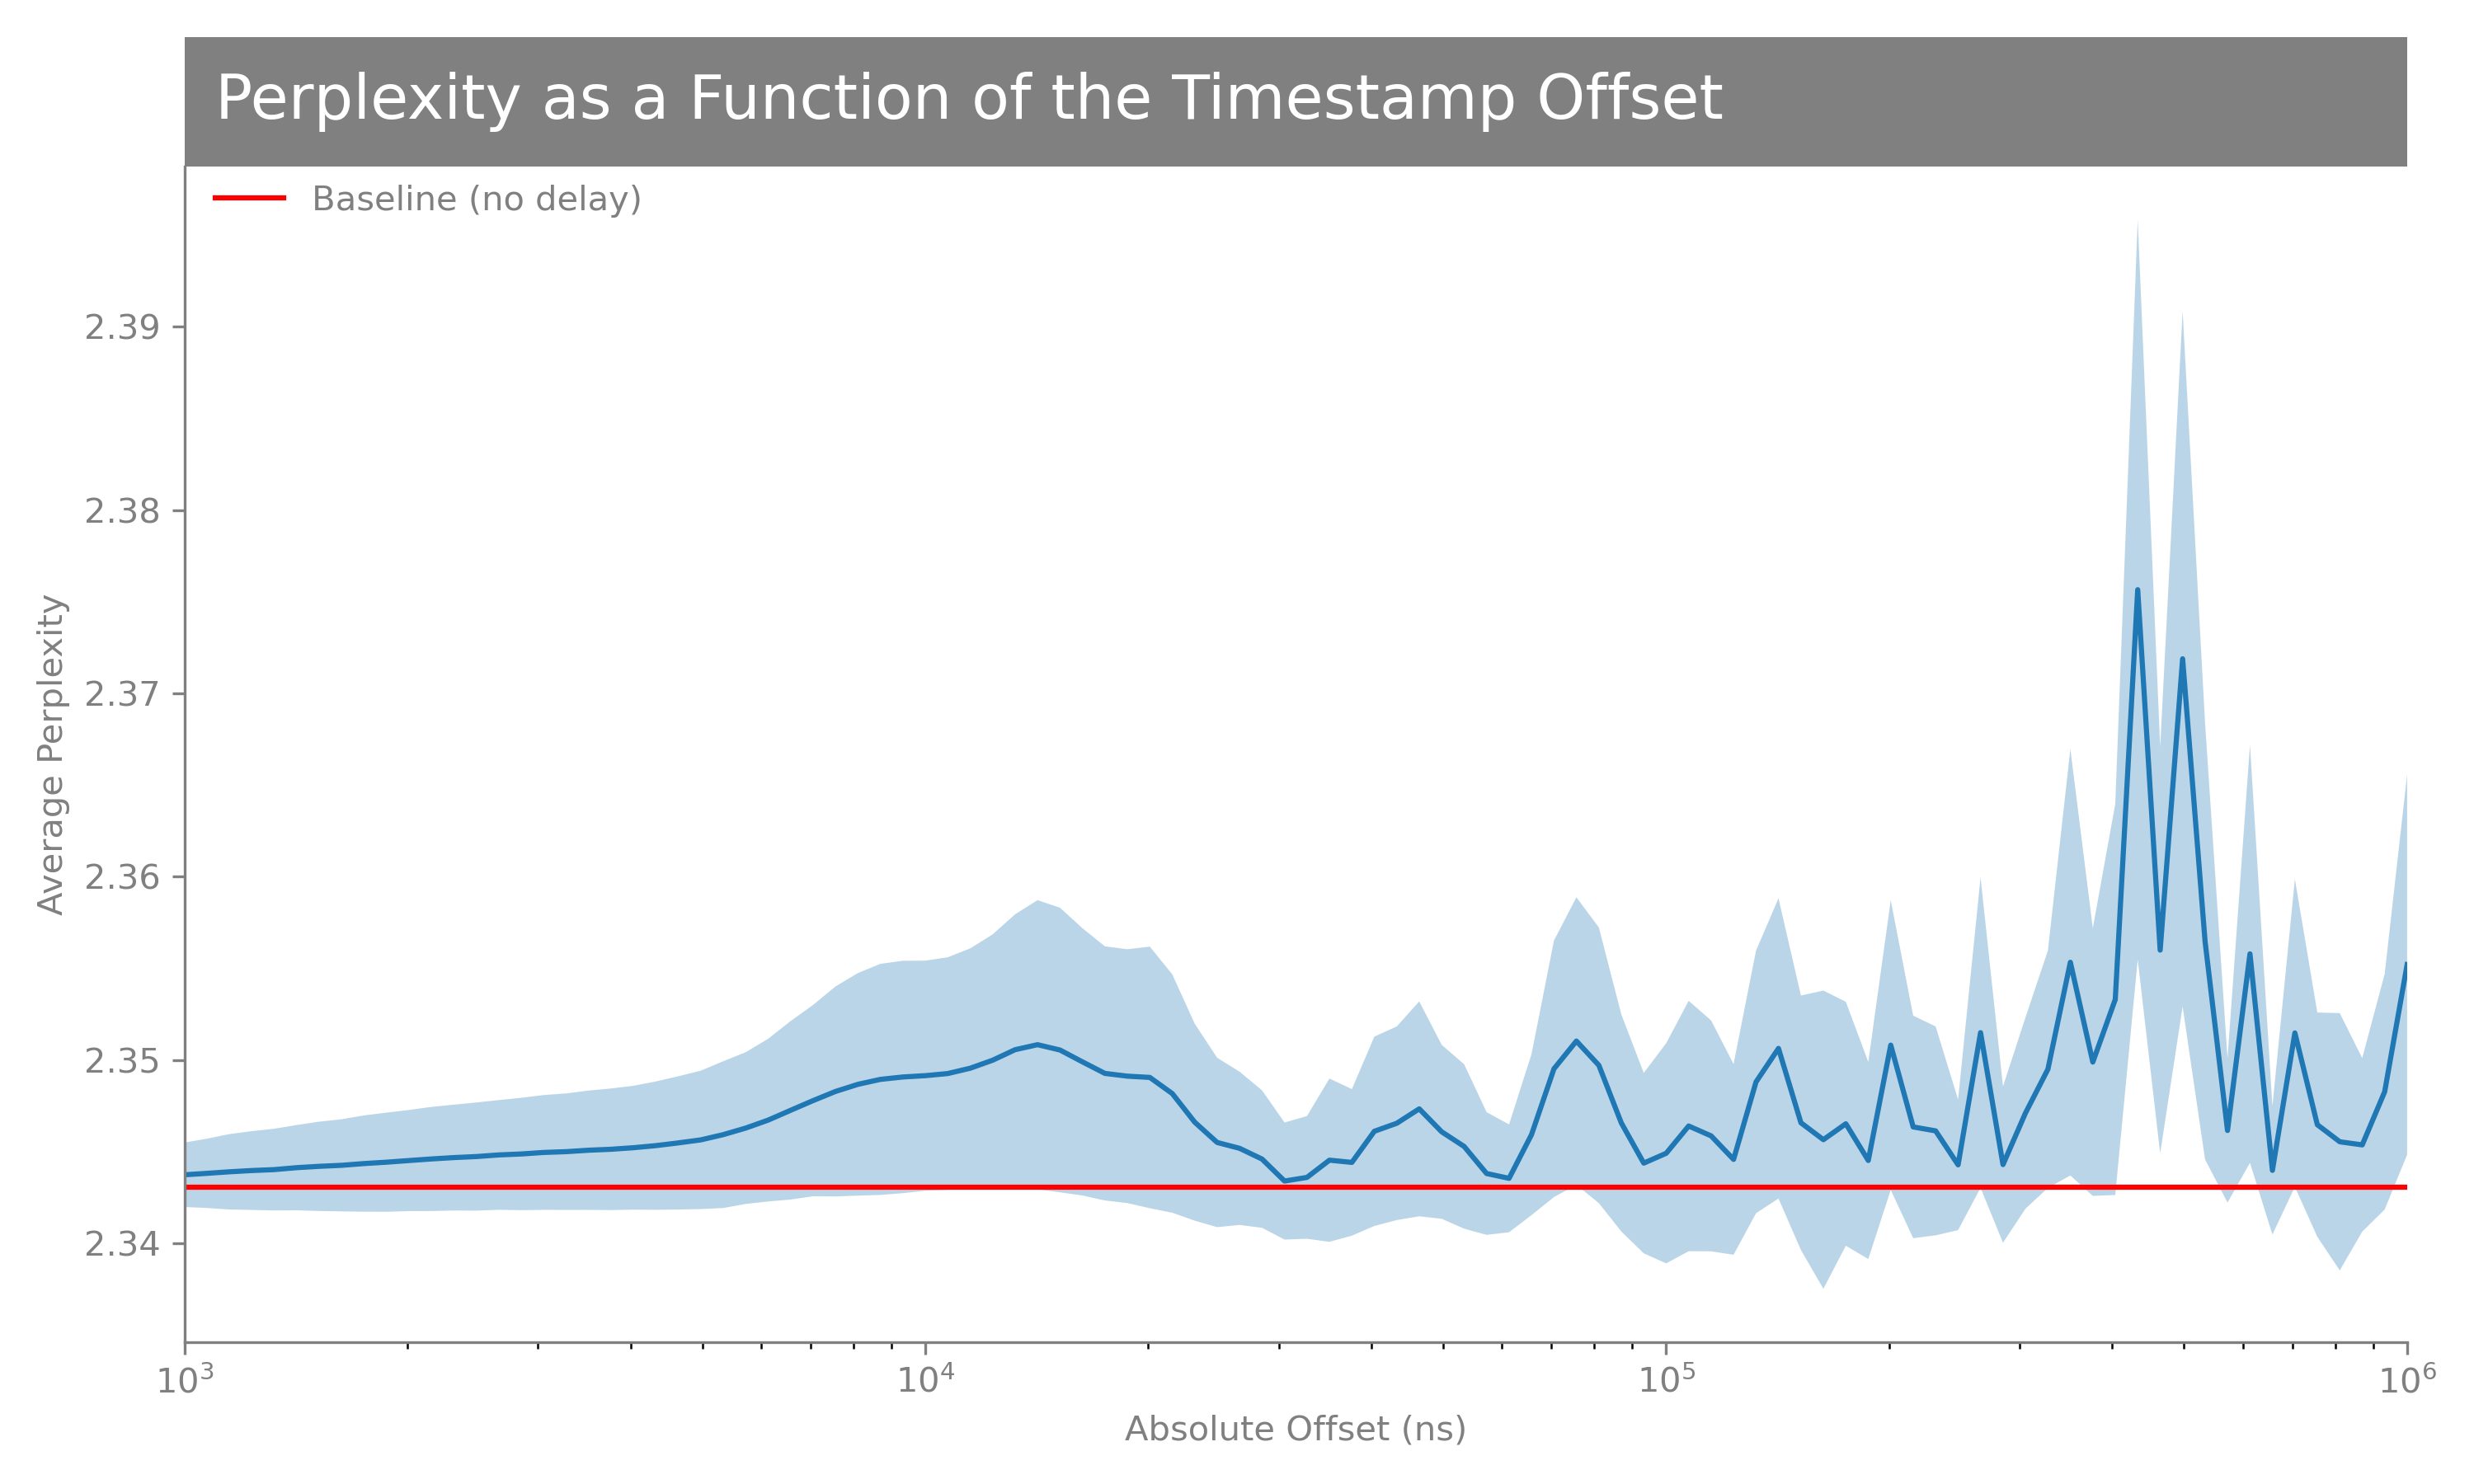 Perplexity as a Function of the Timestamp Offset
Baseline (no delay)
Average Perplexity
2.39
2.38
2.37
2.36
2.35
2.34
10³
10⁴
10⁵
10⁶
Absolute Offset (ns)